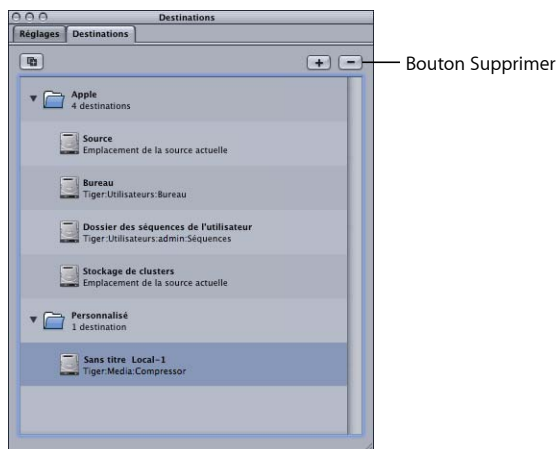 Destinations
Réglages Destinations
Bouton Supprimer
Apple
4 destinations
Source
Emplacement de la source actuelle
Bureau
Tiger:Utilisateurs:Bureau
Dossier des séquences de l'utilisateur
Tiger:Utilisateurs:admin:Séquences
Stockage de clusters
Emplacement de la source actuelle
Personnalisé
1 destination
Sans titre Local-1
Tiger:Media:Compressor